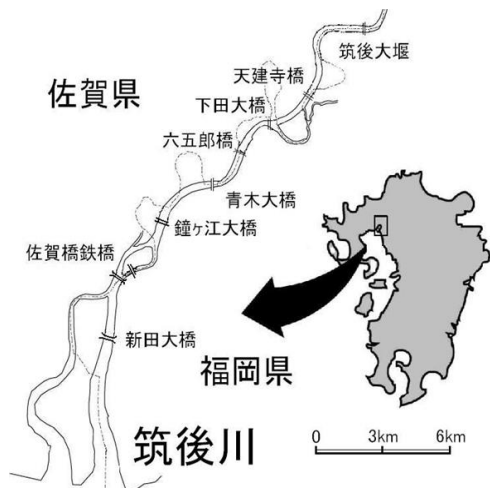 筑後大堰
天建寺橋
佐賀県
下田大橋
六五郎橋
青木大橋
鐘ヶ江大橋
佐賀橋鉄橋
新田大橋
福岡県
筑後川
0 3km 6km